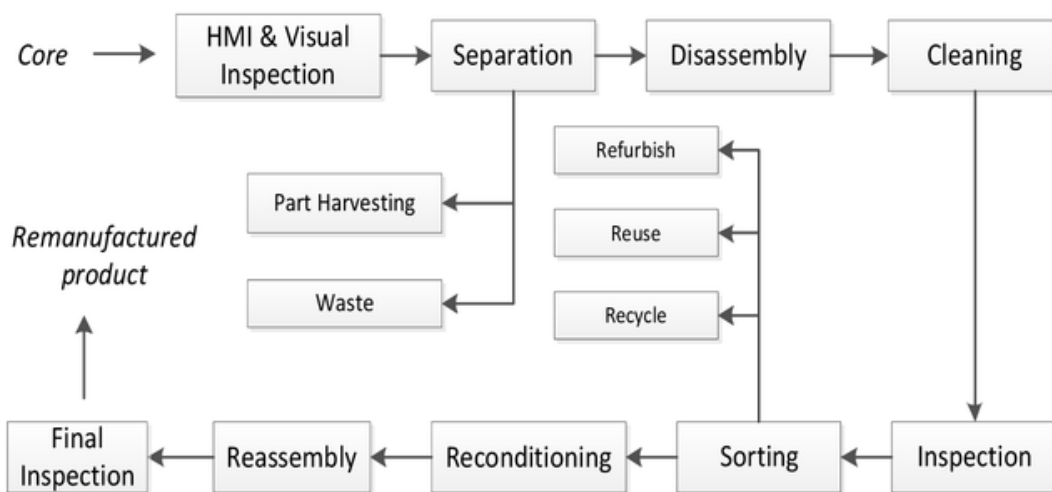 Core
HMI & Visual
Inspection
Separation
Disassembly
Cleaning
Refurbish
Part Harvesting
Reuse
Remanufactured
product
Waste
Recycle
Final
Inspection
Reassembly
Reconditioning
Sorting
Inspection